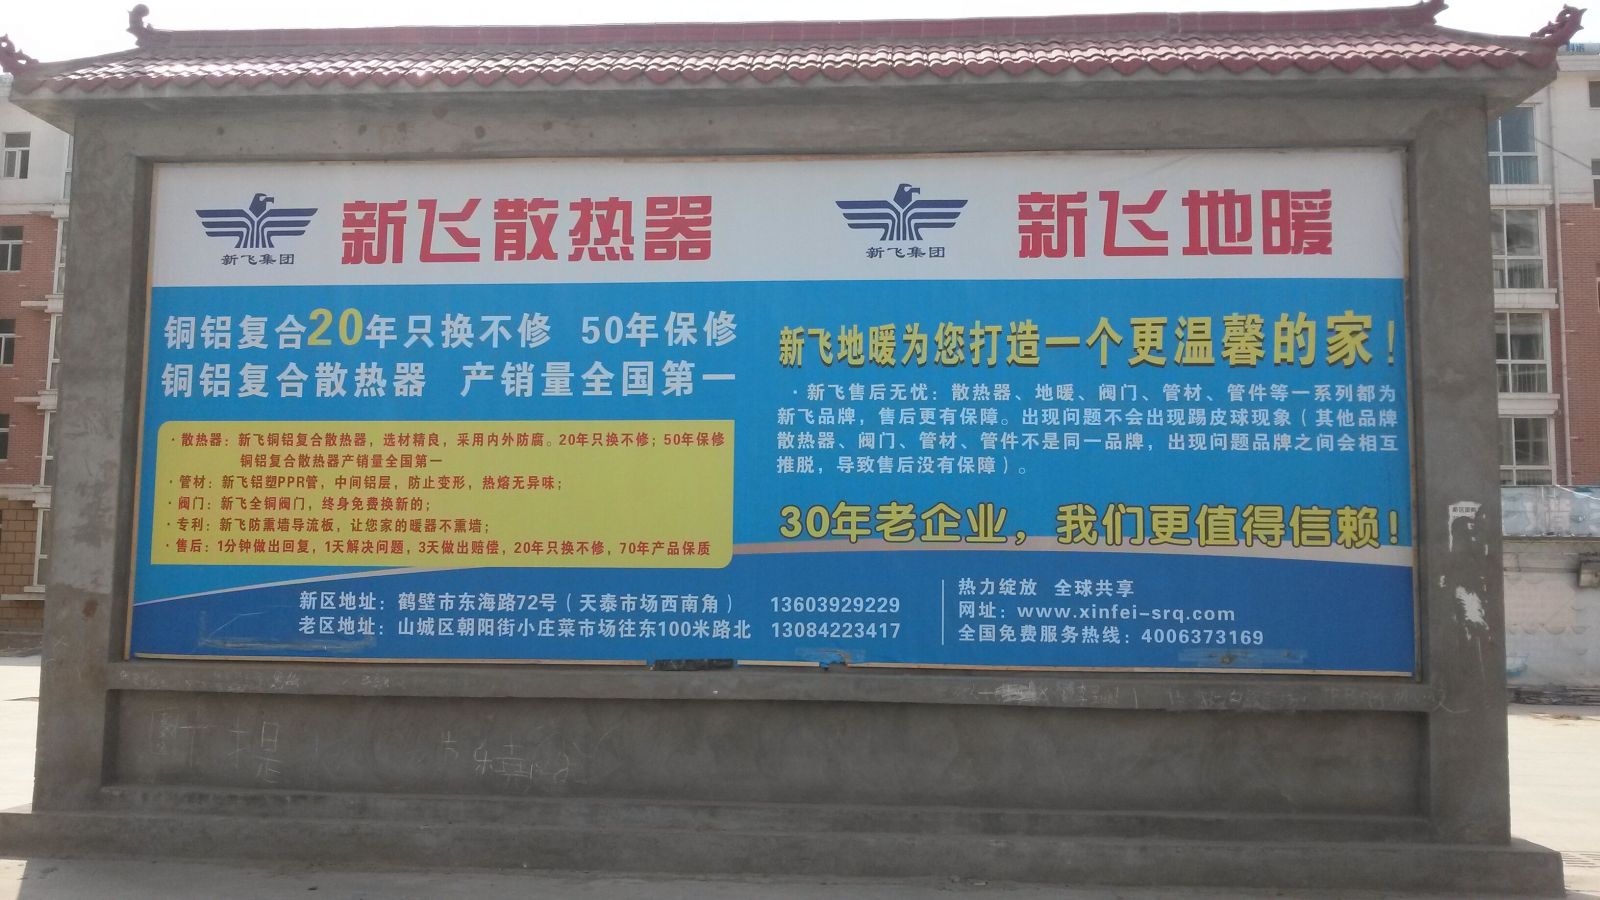 新飞集团
新飞散热器
新飞集团
新飞地暖
铜铝复合20年只换不修 50年保修
铜铝复合散热器 产销量全国第一
·散热器：新飞铜铝复合散热器，选材精良，采用内外防腐。20年只换不修；50年保修
铜铝复合散热器产销量全国第一
·管材：新飞铝塑PPR管，中间铝层，防止变形，热熔无异味；
·阀门：新飞全铜阀门，终身免费换新的；
·专利：新飞防熏墙导流板，让您家的暖器不熏墙；
·售后：1分钟做出回复，1天解决问题，3天做出赔偿，20年只换不修，70年产品保质
新飞地暖为您打造一个更温馨的家！
·新飞售后无忧：散热器、地暖、阀门、管材、管件等一系列都为
新飞品牌，售后更有保障。出现问题不会出现踢皮球现象（其他品牌
散热器、阀门、管材、管件不是同一品牌，出现问题品牌之间会相互
推脱，导致售后没有保障）。
30年老企业，我们更值得信赖！
新区地址：鹤壁市东海路72号（天泰市场西南角） 13603929229
老区地址：山城区朝阳街小庄菜市场往东100米路北 13084223417
热力绽放 全球共享
网址：www.xinfei-srq.com
全国免费服务热线：4006373169